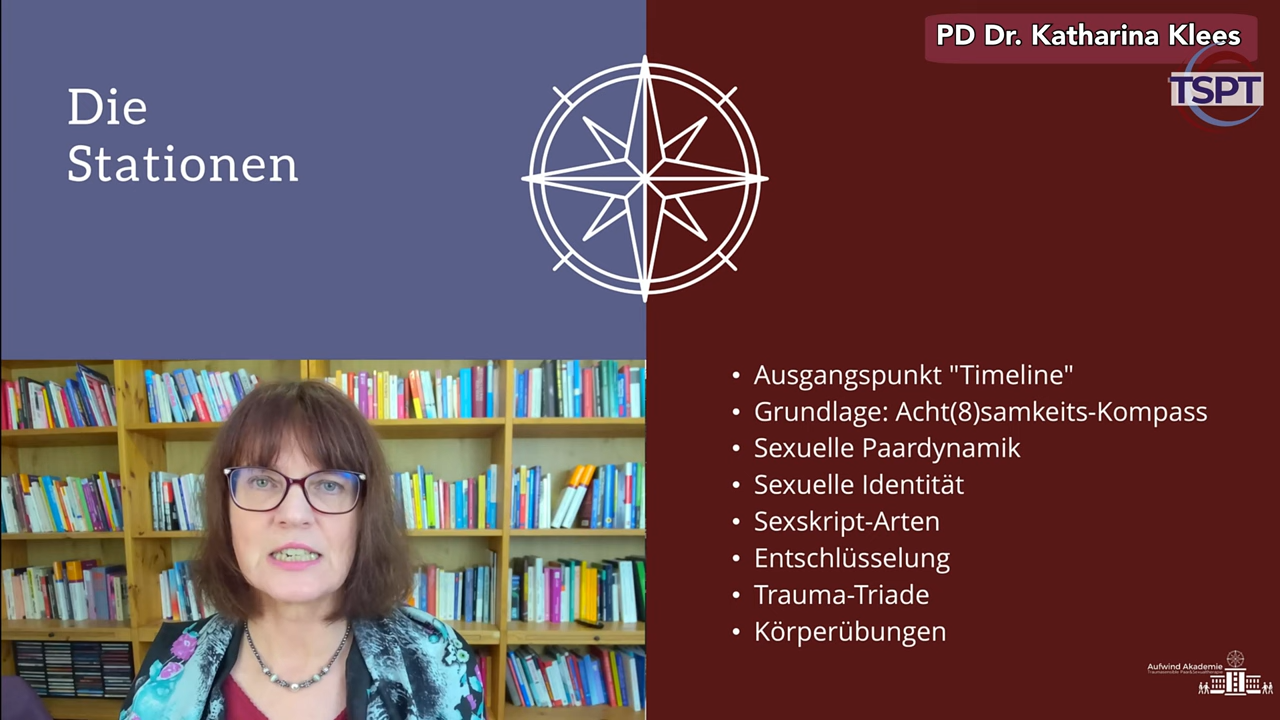 PD Dr. Katharina Klees
TSPT
Die
Stationen
• Ausgangspunkt "Timeline"
• Grundlage: Acht(8)samkeits-Kompass
• Sexuelle Paardynamik
• Sexuelle Identität
• Sexskript-Arten
• Entschlüsselung
• Trauma-Triade
• Körperübungen
Aufwind Akademie